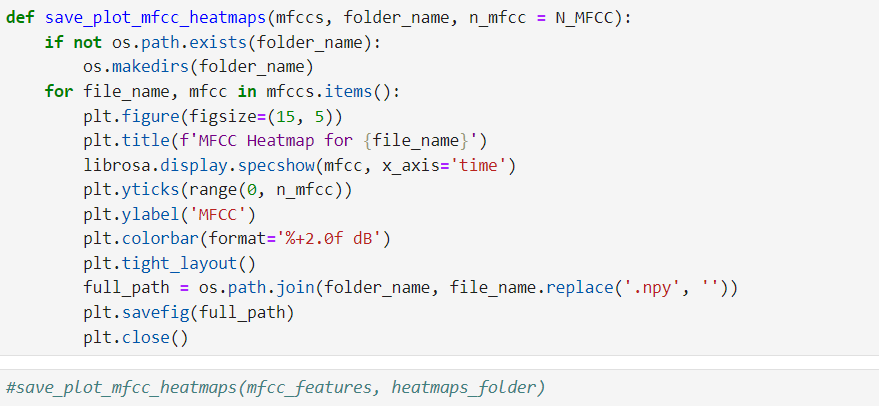 def save_plot_mfcc_heatmaps(mfccs, folder_name, n_mfcc = N_MFCC):
    if not os.path.exists(folder_name):
        os.makedirs(folder_name)
    for file_name, mfcc in mfccs.items():
        plt.figure(figsize=(15, 5))
        plt.title(f'MFCC Heatmap for {file_name}')
        librosa.display.specshow(mfcc, x_axis='time')
        plt.yticks(range(0, n_mfcc))
        plt.ylabel('MFCC')
        plt.colorbar(format='%+2.0f dB')
        plt.tight_layout()
        full_path = os.path.join(folder_name, file_name.replace('.npy', ''))
        plt.savefig(full_path)
        plt.close()
#save_plot_mfcc_heatmaps(mfcc_features, heatmaps_folder)